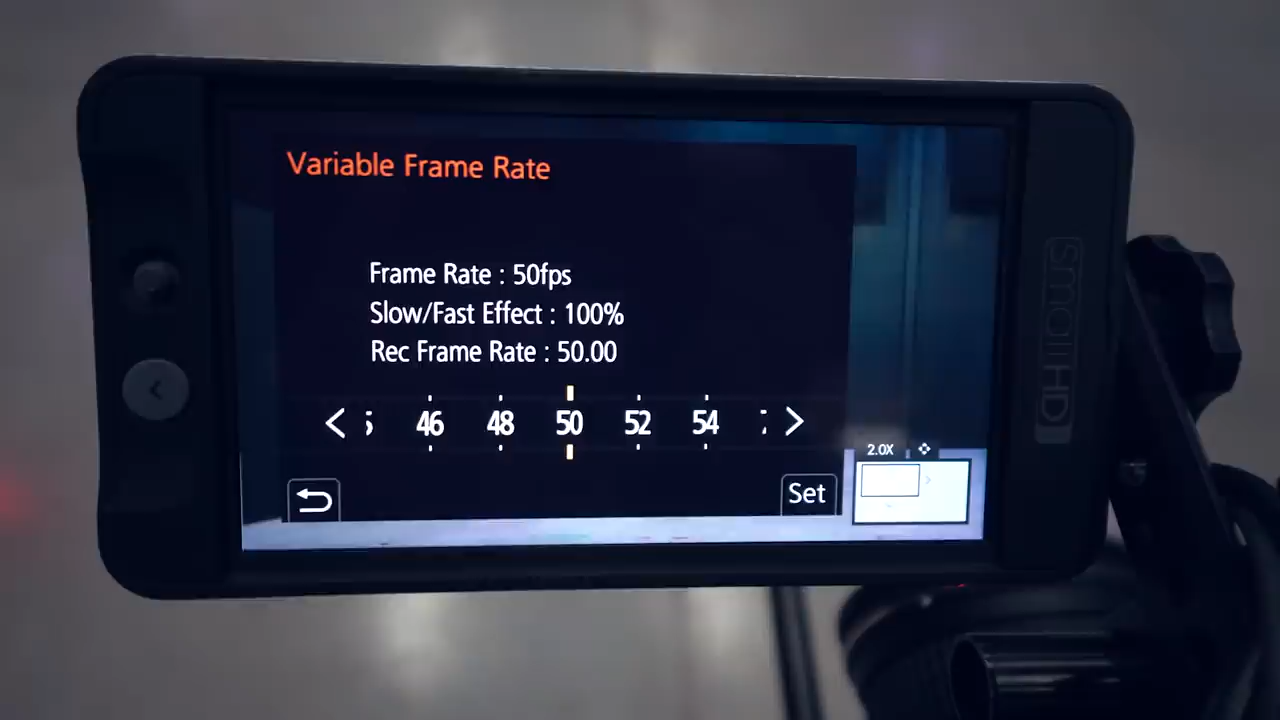 Variable Frame Rate
Frame Rate : 50fps
Slow/Fast Effect : 100%
Rec Frame Rate : 50.00
46 48 50 52 54
Set
2.0X
smallHD